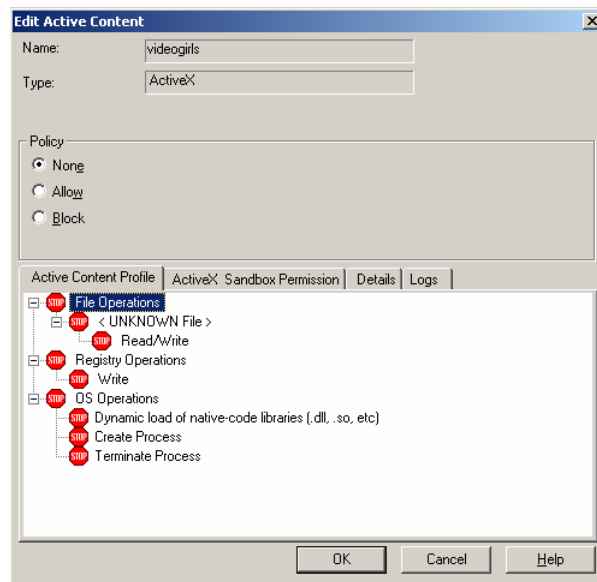 Edit Active Content
Name: videogirls
Type: ActiveX
Policy
None
Allow
Block
Active Content Profile ActiveX Sandbox Permission Details Logs
STOP File Operations
STOP < UNKNOWN File >
STOP Read/Write
STOP Registry Operations
STOP Write
STOP OS Operations
STOP Dynamic load of native-code libraries (.dll, .so, etc)
STOP Create Process
STOP Terminate Process
OK Cancel Help